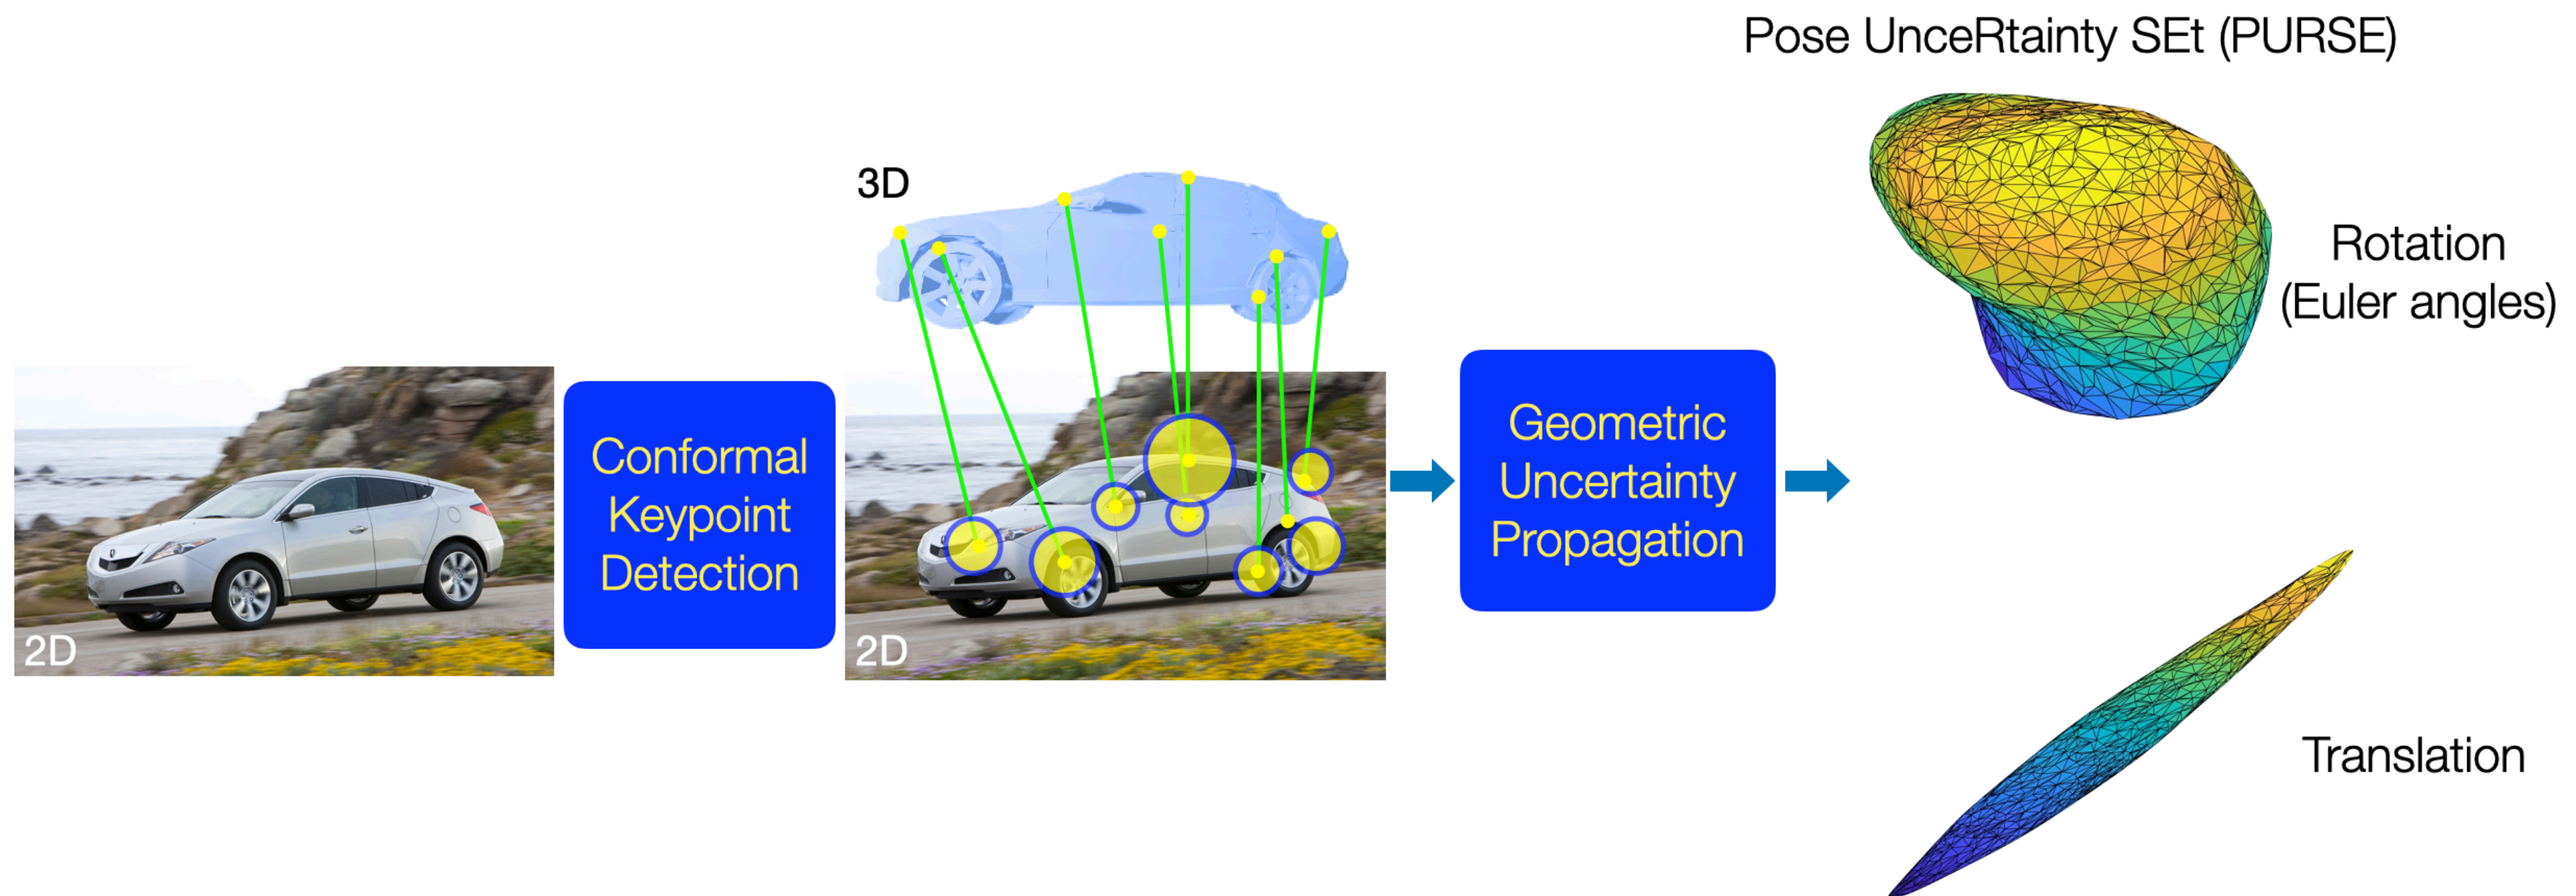 Pose UnceRtainty SEt (PURSE)
3D
Rotation
(Euler angles)
2D
Conformal
Keypoint
Detection
2D
Geometric
Uncertainty
Propagation
Translation